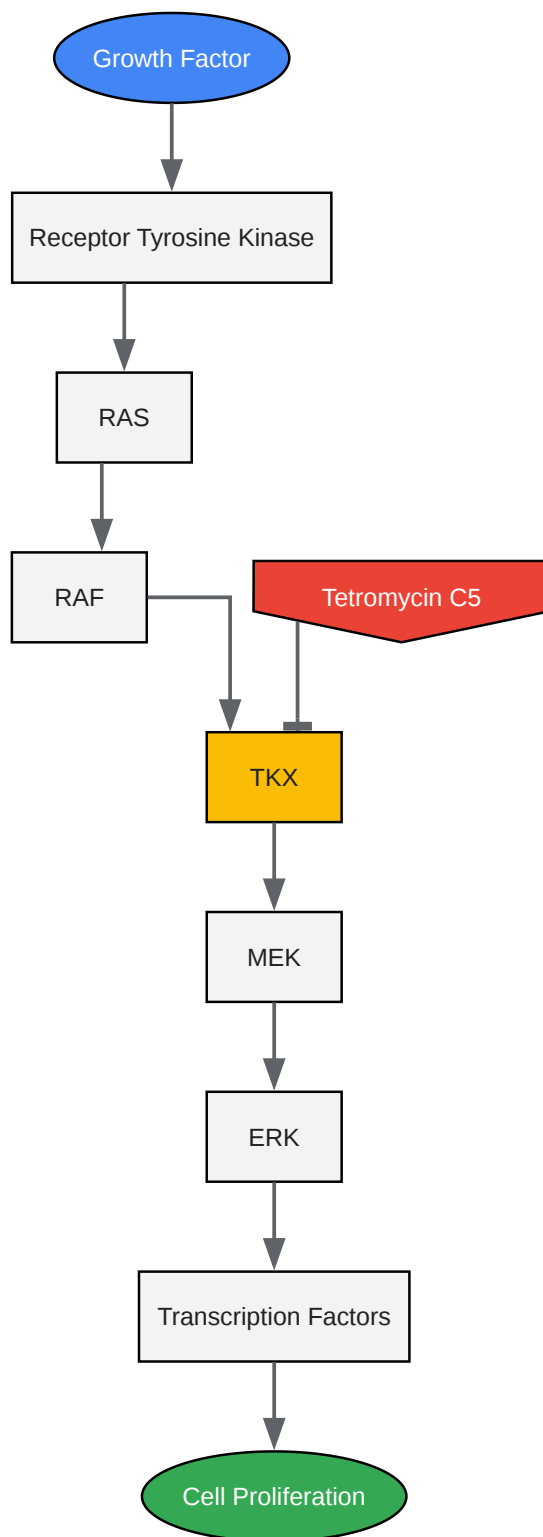 Growth Factor
Receptor Tyrosine Kinase
RAS
RAF
Tetromycin C5
TKX
MEK
ERK
Transcription Factors
Cell Proliferation